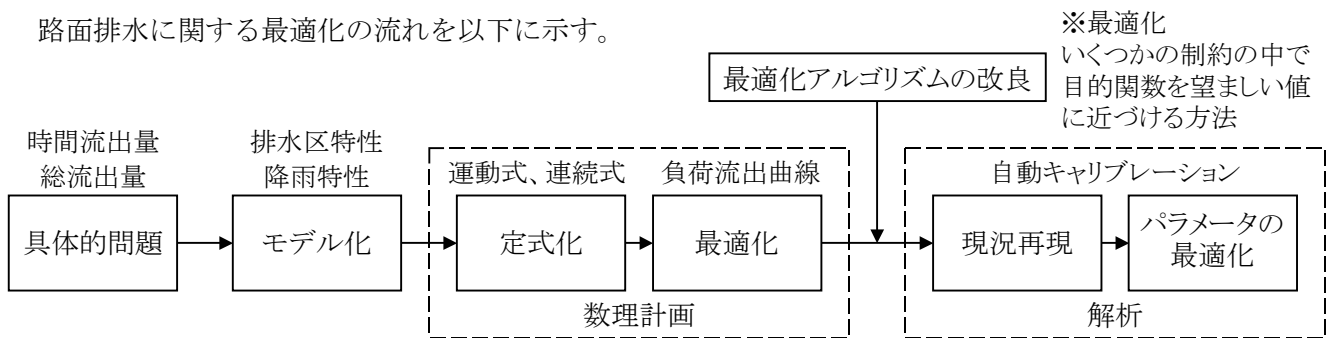 路面排水に関する最適化の流れを以下に示す。
※最適化
いくつかの制約の中で
目的関数を望ましい値
に近づける方法
最適化アルゴリズムの改良
時間流出量
総流出量
具体的問題
排水区特性
降雨特性
モデル化
運動式、連続式
定式化
負荷流出曲線
最適化
数理計画
自動キャリブレーション
現況再現
パラメータの
最適化
解析